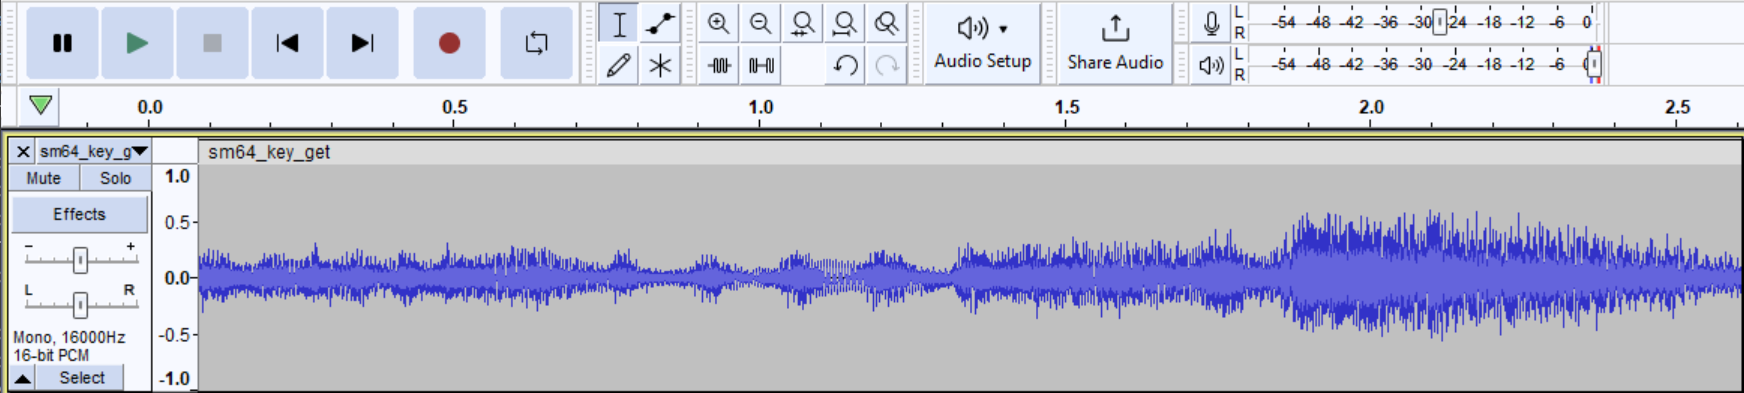 L -54 -48 -42 -36 -30 -24 -18 -12 -6 0
R
Audio Setup
Share Audio
L -54 -48 -42 -36 -30 -24 -18 -12 -6 0
R
0.0 0.5 1.0 1.5 2.0 2.5
sm64_key_g
sm64_key_get
Mute Solo
Effects
- +
L R
Mono, 16000Hz
16-bit PCM
Select
1.0
0.5-
0.0-
-0.5-
-1.0